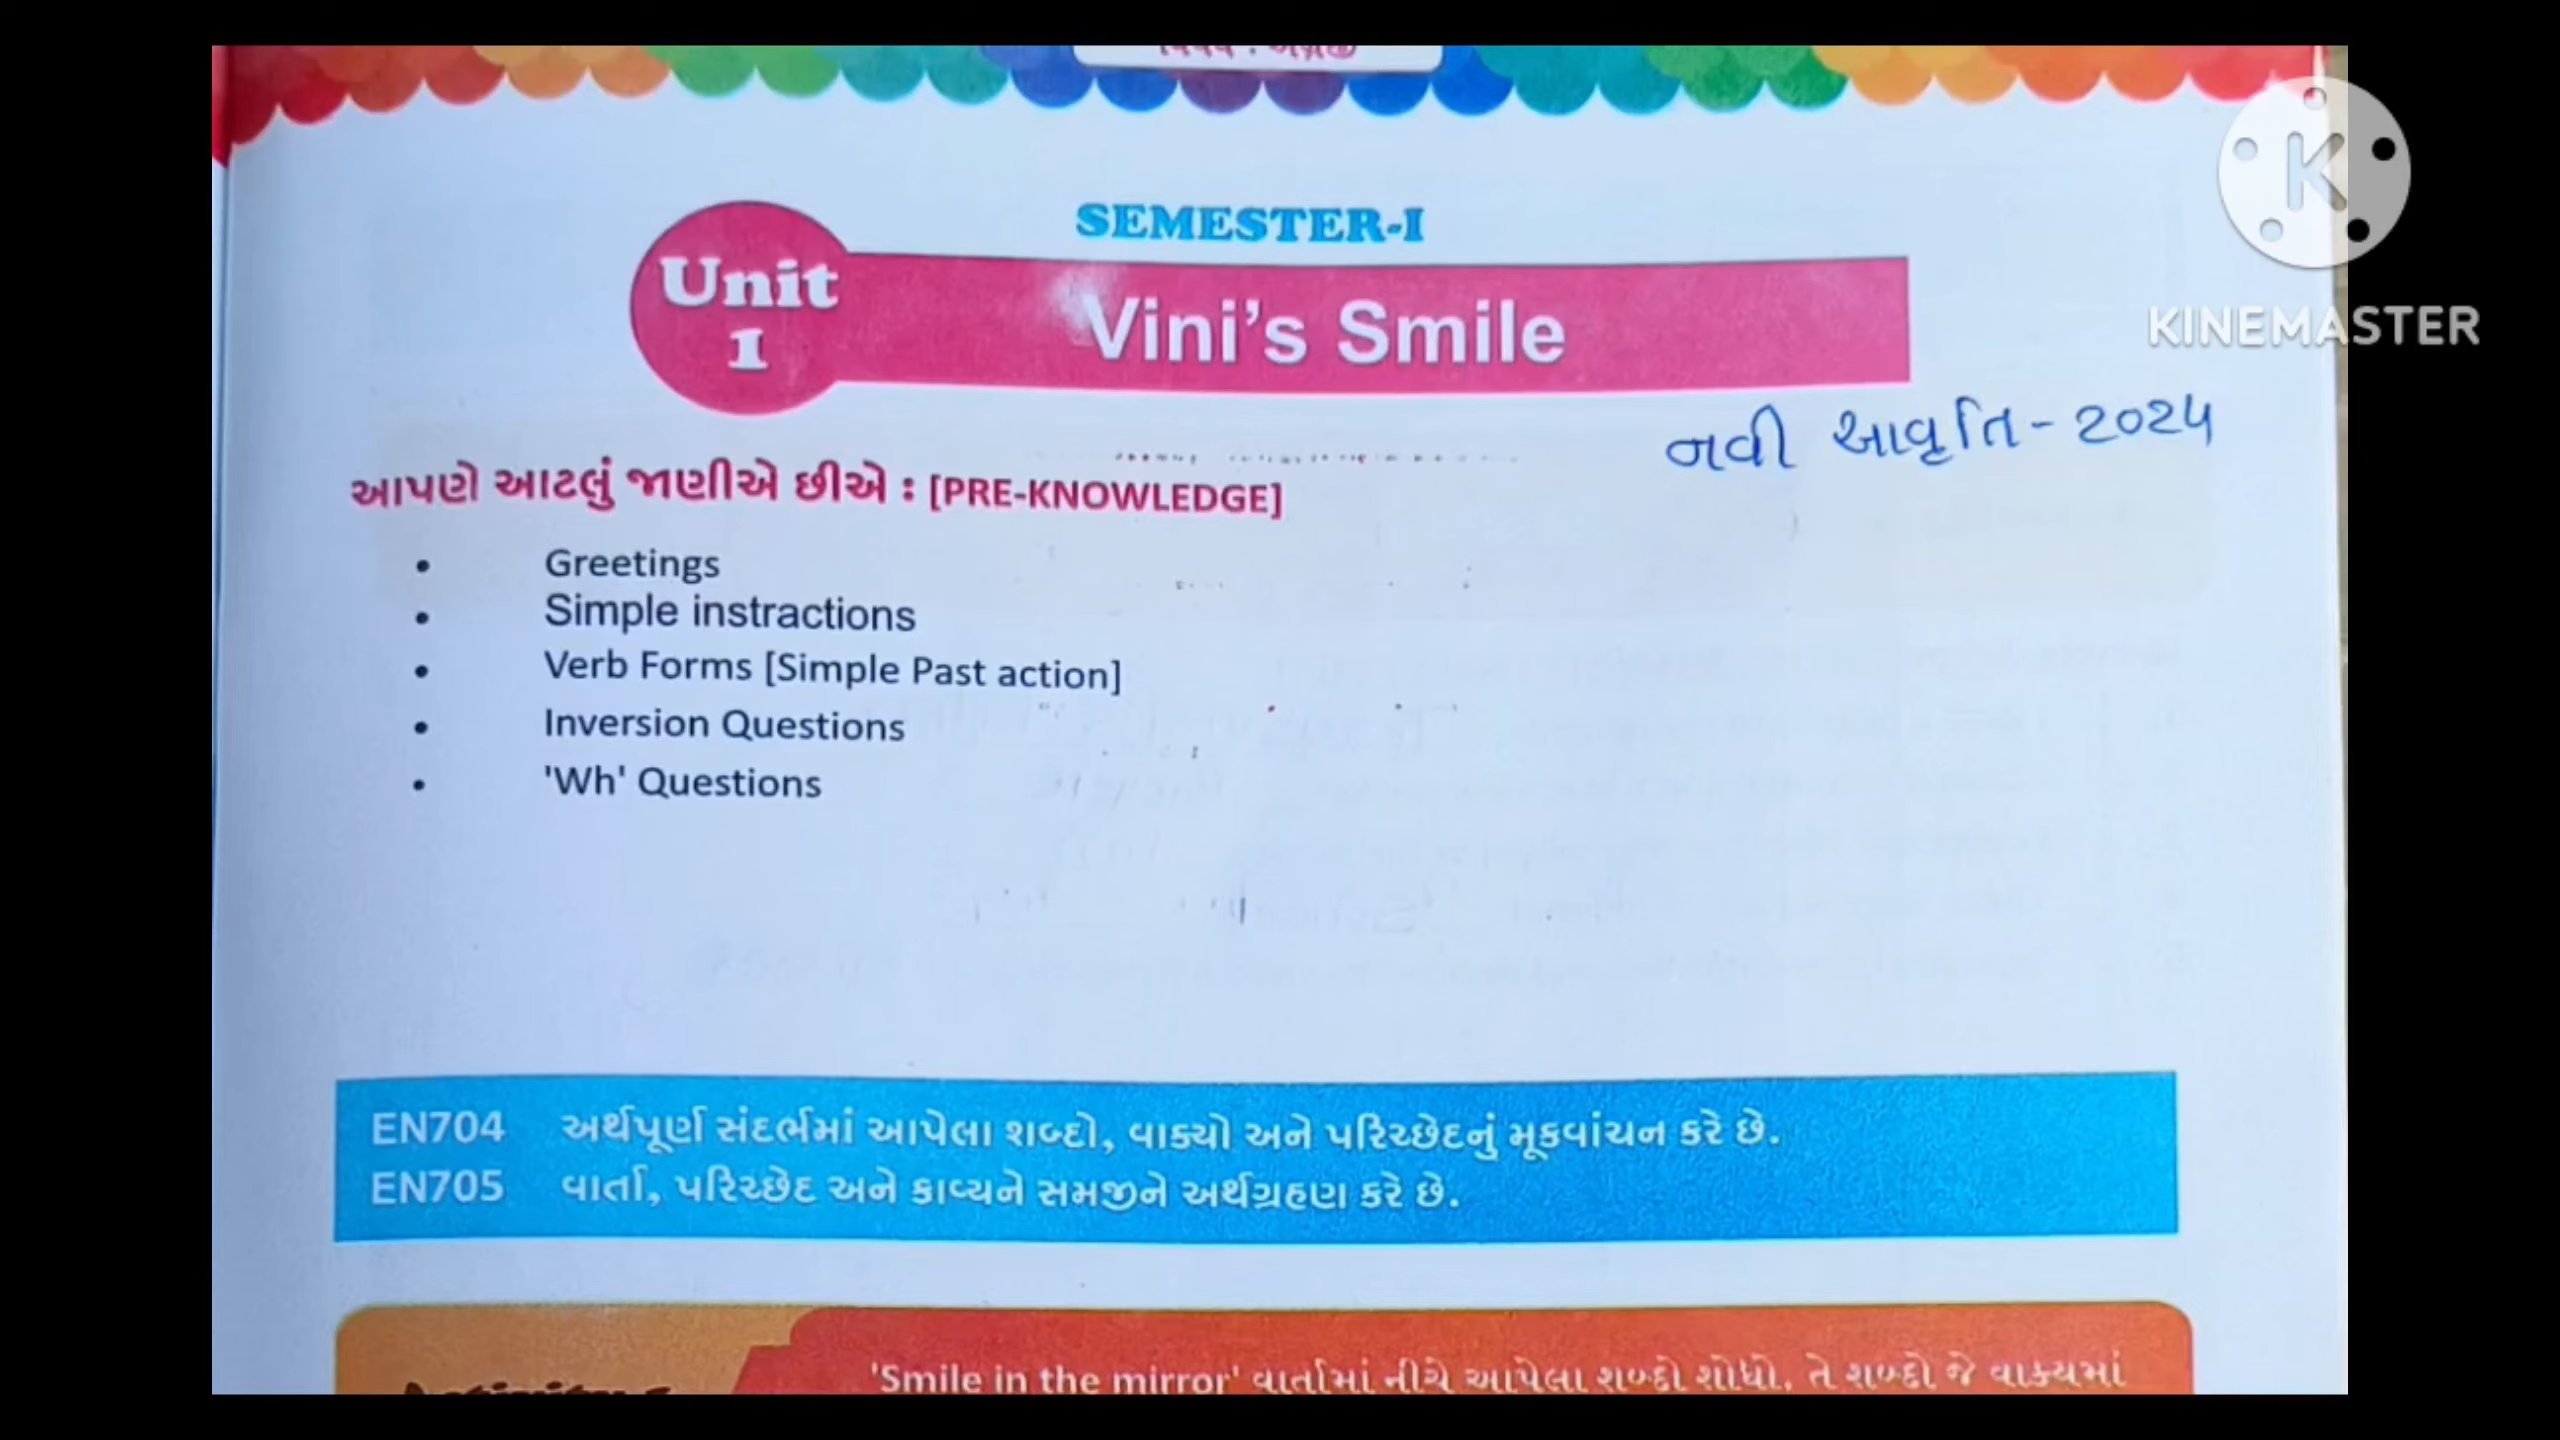 વિષય : અંગ્રેજી
SEMESTER-I
Unit
1
Vini's Smile
KINEMASTER
નવી આવૃતિ - ૨૦૨૫
આપણે આટલું જાણીએ છીએ : [PRE-KNOWLEDGE]
• Greetings
• Simple instractions
• Verb Forms [Simple Past action]
• Inversion Questions
• 'Wh' Questions
EN704 અર્થપૂર્ણ સંદર્ભમાં આપેલા શબ્દો, વાક્યો અને પરિચ્છેદનું મૂકવાંચન કરે છે.
EN705 વાર્તા, પરિચ્છેદ અને કાવ્યને સમજીને અર્થગ્રહણ કરે છે.
'Smile in the mirror' વાર્તામાં નીચે આપેલા શબ્દો શોધો. તે શબ્દો જે વાક્યમાં